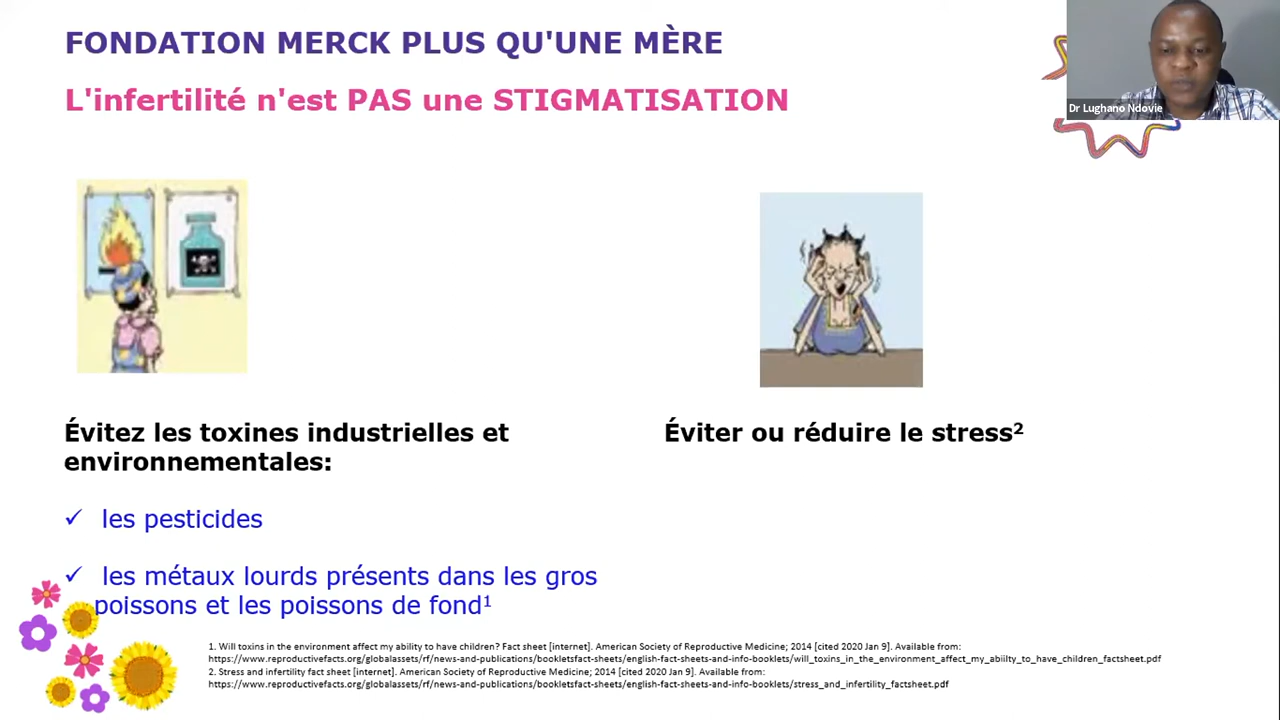 FONDATION MERCK PLUS QU'UNE MÈRE
L'infertilité n'est PAS une STIGMATISATION
Dr Lughano Ndovie
Évitez les toxines industrielles et
environnementales:
✓ les pesticides
✓ les métaux lourds présents dans les gros
poissons et les poissons de fond¹
Éviter ou réduire le stress²
1. Will toxins in the environment affect my ability to have children? Fact sheet [internet]. American Society of Reproductive Medicine; 2014 [cited 2020 Jan 9]. Available from:
https://www.reproductivefacts.org/globalassets/rf/news-and-publications/bookletsfact-sheets/english-fact-sheets-and-info-booklets/will_toxins_in_the_environment_affect_my_abiilty_to_have_children_factsheet.pdf
2. Stress and infertility fact sheet [internet]. American Society of Reproductive Medicine; 2014 [cited 2020 Jan 9]. Available from:
https://www.reproductivefacts.org/globalassets/rf/news-and-publications/bookletsfact-sheets/english-fact-sheets-and-info-booklets/stress_and_infertility_factsheet.pdf